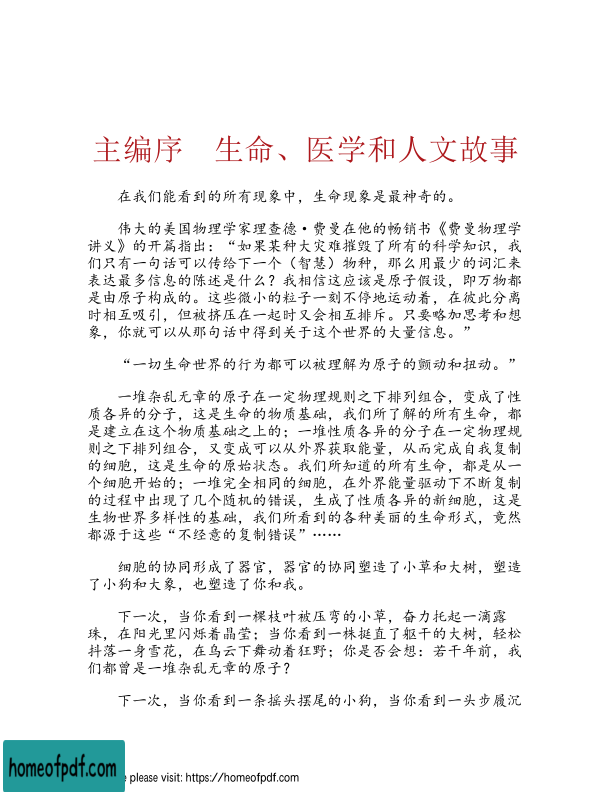 主编序　生命、医学和人文故事
在我们能看到的所有现象中，生命现象是最神奇的。
伟大的美国物理学家理查德·费曼在他的畅销书《费曼物理学
讲义》的开篇指出：“如果某种大灾难摧毁了所有的科学知识，我
们只有一句话可以传给下一个（智慧）物种，那么用最少的词汇来
表达最多信息的陈述是什么？我相信这应该是原子假设，即万物都
是由原子构成的。这些微小的粒子一刻不停地运动着，在彼此分离
时相互吸引，但被挤压在一起时又会相互排斥。只要略加思考和想
象，你就可以从那句话中得到关于这个世界的大量信息。”
“一切生命世界的行为都可以被理解为原子的颤动和扭动。”
一堆杂乱无章的原子在一定物理规则之下排列组合，变成了性
质各异的分子，这是生命的物质基础，我们所了解的所有生命，都
是建立在这个物质基础之上的；一堆性质各异的分子在一定物理规
则之下排列组合，又变成可以从外界获取能量，从而完成自我复制
的细胞，这是生命的原始状态。我们所知道的所有生命，都是从一
个细胞开始的；一堆完全相同的细胞，在外界能量驱动下不断复制
的过程中出现了几个随机的错误，生成了性质各异的新细胞，这是
生物世界多样性的基础，我们所看到的各种美丽的生命形式，竟然
都源于这些“不经意的复制错误”……
细胞的协同形成了器官，器官的协同塑造了小草和大树，塑造
了小狗和大象，也塑造了你和我。
下一次，当你看到一棵枝叶被压弯的小草，奋力托起一滴露
珠，在阳光里闪烁着晶莹；当你看到一株挺直了躯干的大树，轻松
抖落一身雪花，在乌云下舞动着狂野；你是否会想：若干年前，我
们都曾是一堆杂乱无章的原子？
下一次，当你看到一条摇头摆尾的小狗，当你看到一头步履沉
homeofpdf.com
e please visit: https://homeofpdf.com